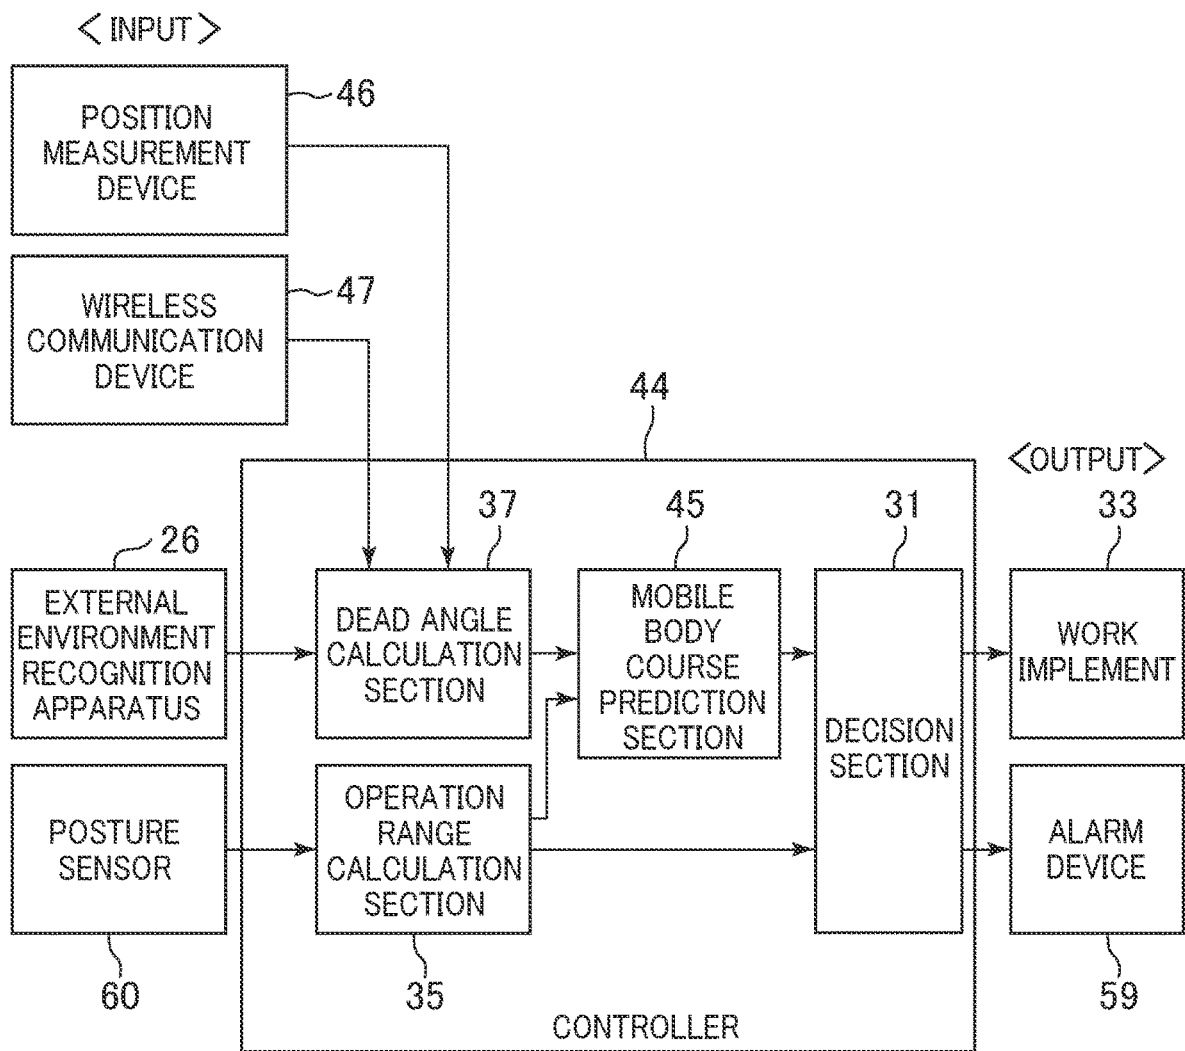 <INPUT>
POSITION
MEASUREMENT
DEVICE
46
WIRELESS
COMMUNICATION
DEVICE
47
44
<OUTPUT>
26
EXTERNAL
ENVIRONMENT
RECOGNITION
APPARATUS
37
DEAD ANGLE
CALCULATION
SECTION
45
MOBILE
BODY
COURSE
PREDICTION
SECTION
31
DECISION
SECTION
33
WORK
IMPLEMENT
POSTURE
SENSOR
60
OPERATION
RANGE
CALCULATION
SECTION
35
ALARM
DEVICE
59
CONTROLLER